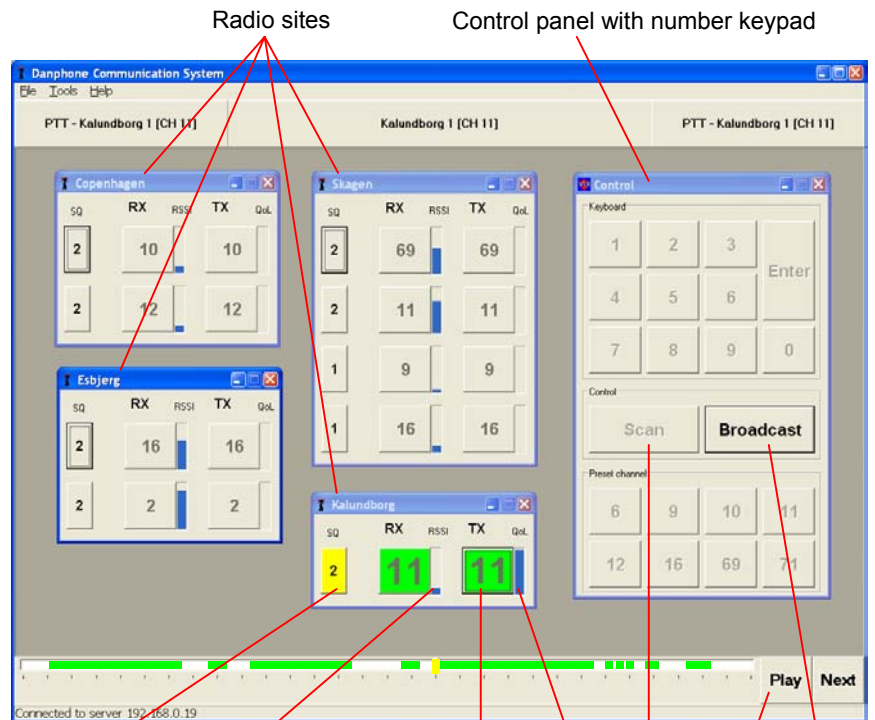 Radio sites
Control panel with number keypad
Danphone Communication System
File Tools Help
PTT - Kalundborg 1 [CH 11]
Kalundborg 1 [CH 11]
PTT - Kalundborg 1 [CH 11]
Copenhagen
SQ RX RSSI TX QoL
2 10 10
2 12 12
Esbjerg
SQ RX RSSI TX QoL
2 16 16
2 2 2
Skagen
SQ RX RSSI TX QoL
2 69 69
2 11 11
1 9 9
1 16 16
Kalundborg
SQ RX RSSI TX QoL
2 11 11
Control
Keyboard
1 2 3 Enter
4 5 6
7 8 9 0
Control
Scan Broadcast
Preset channel
6 9 10 11
12 16 69 71
Play Next
Connected to server 192.168.0.19